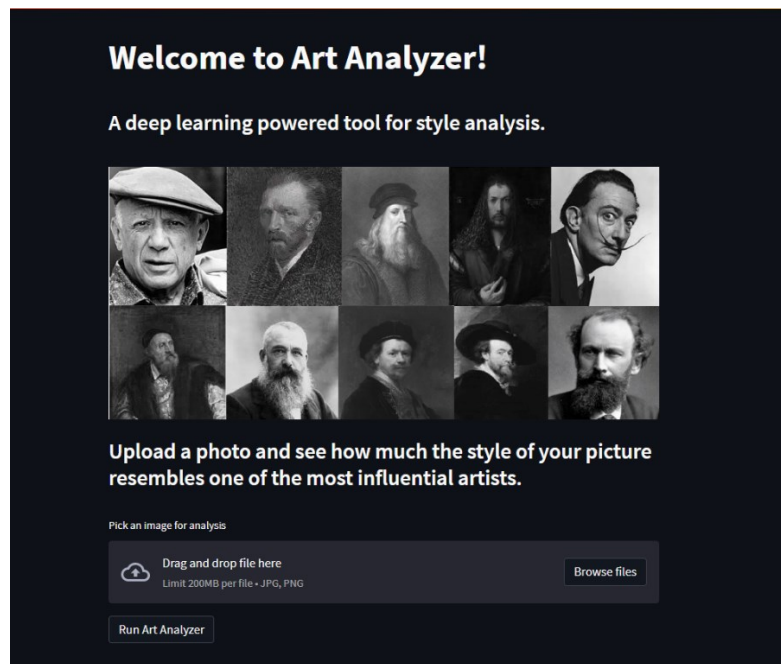 Welcome to Art Analyzer!
A deep learning powered tool for style analysis.
Upload a photo and see how much the style of your picture
resembles one of the most influential artists.
Pick an image for analysis
Drag and drop file here
Limit 200MB per file • JPG, PNG
Browse files
Run Art Analyzer